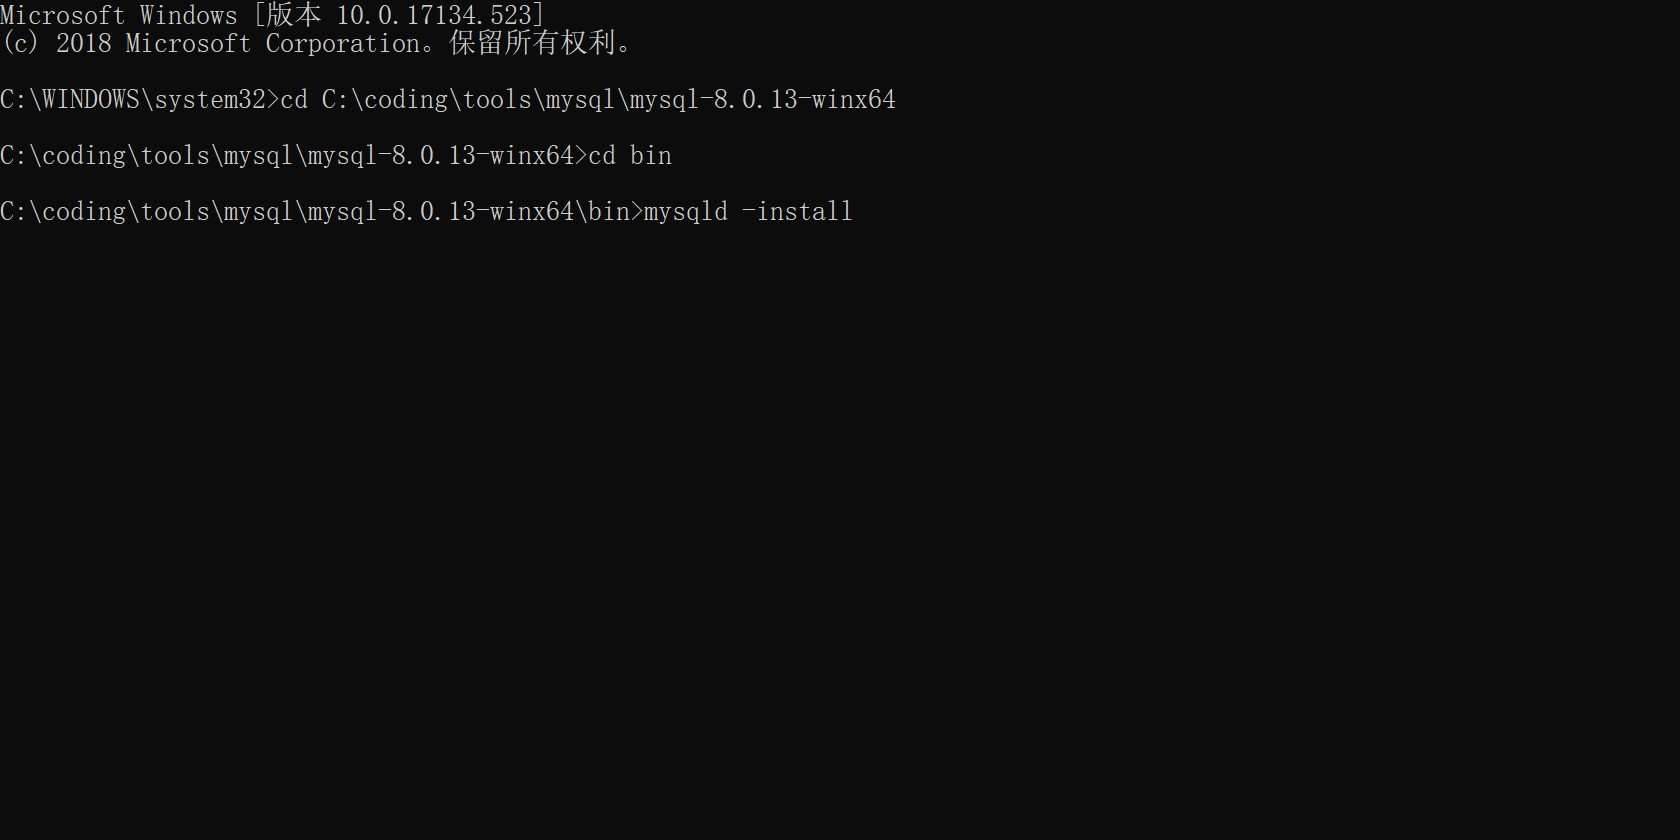 Microsoft Windows [版本 10.0.17134.523]
(c) 2018 Microsoft Corporation。保留所有权利。
C:\WINDOWS\system32>cd C:\coding\tools\mysql\mysql-8.0.13-winx64
C:\coding\tools\mysql\mysql-8.0.13-winx64>cd bin
C:\coding\tools\mysql\mysql-8.0.13-winx64\bin>mysqld -install